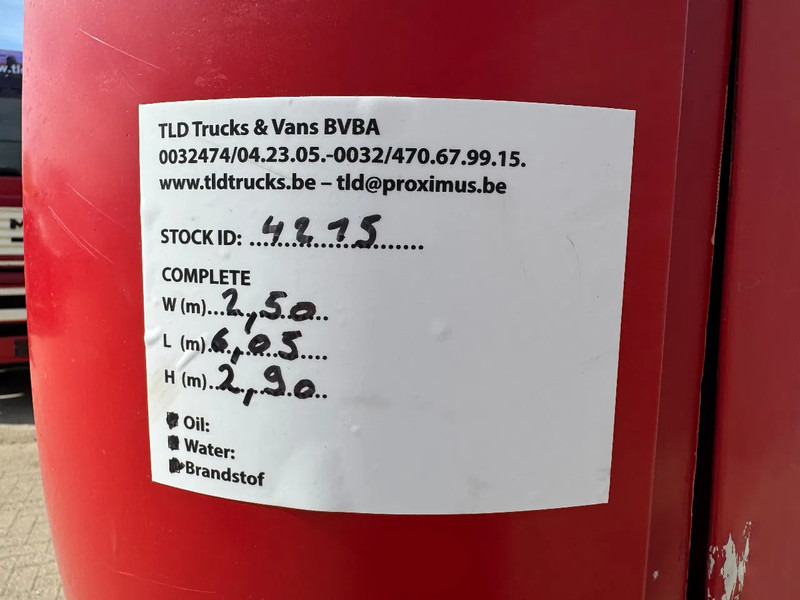 TLD Trucks & Vans BVBA
0032474/04.23.05.-0032/470.67.99.15.
www.tldtrucks.be – tld@proximus.be
STOCK ID: 4215
COMPLETE
W (m) 2,50
L (m) 6,05
H (m) 2,90
Oil:
Water:
Brandstof